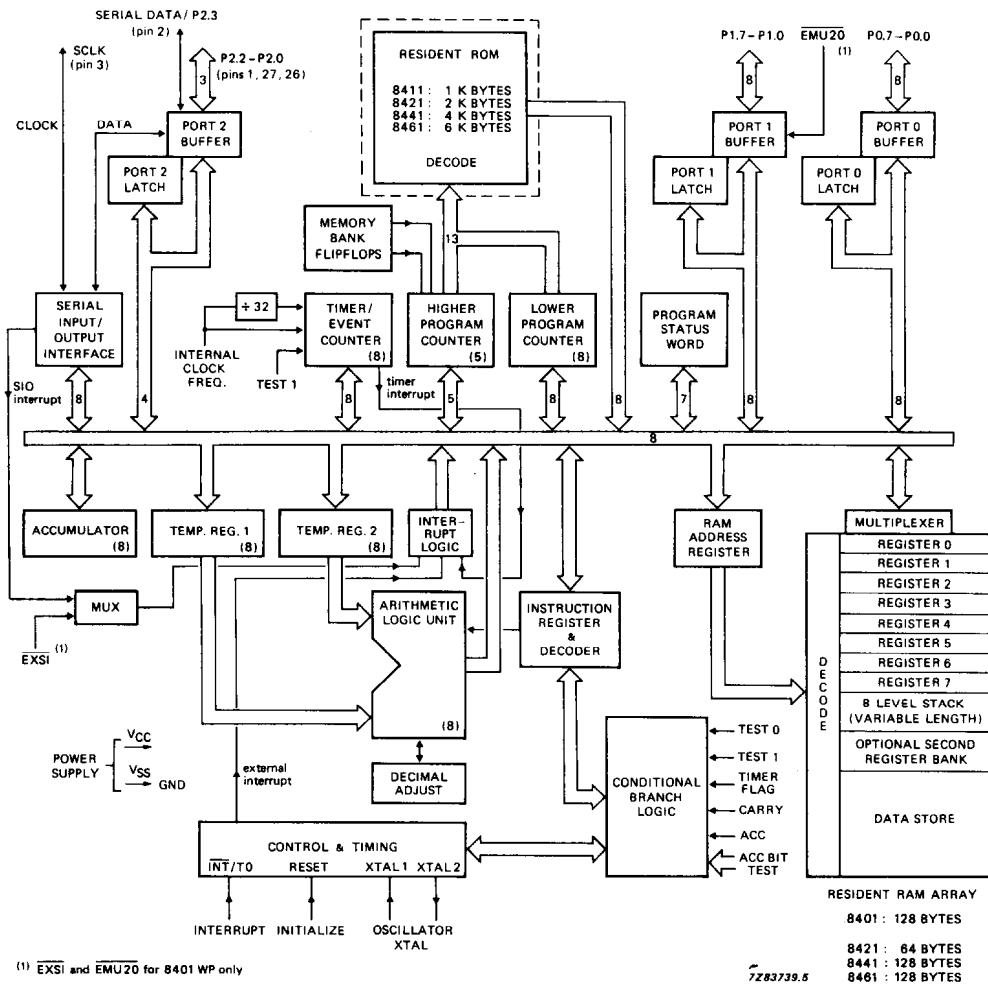 SERIAL DATA/ P2.3
(pin 2)
SCLK
(pin 3)
P2.2–P2.0
(pins 1, 27, 26)
3
CLOCK
DATA
PORT 2
BUFFER
PORT 2
LATCH
RESIDENT ROM
8411 : 1 K BYTES
8421 : 2 K BYTES
8441 : 4 K BYTES
8461 : 6 K BYTES
DECODE
P1.7–P1.0
EMU20
(1)
P0.7–P0.0
8
8
PORT 1
BUFFER
PORT 1
LATCH
PORT 0
BUFFER
PORT 0
LATCH
MEMORY
BANK
FLIPFLOPS
13
SERIAL
INPUT/
OUTPUT
INTERFACE
÷ 32
TIMER/
EVENT
COUNTER
(8)
HIGHER
PROGRAM
COUNTER
(5)
LOWER
PROGRAM
COUNTER
(8)
PROGRAM
STATUS
WORD
INTERNAL
CLOCK
FREQ.
TEST 1
timer
interrupt
SIO
interrupt
8
4
8
5
8
8
7
8
8
8
ACCUMULATOR
(8)
TEMP. REG. 1
(8)
TEMP. REG. 2
(8)
INTER–
RUPT
LOGIC
RAM
ADDRESS
REGISTER
MULTIPLEXER
REGISTER 0
REGISTER 1
REGISTER 2
REGISTER 3
REGISTER 4
REGISTER 5
REGISTER 6
REGISTER 7
8 LEVEL STACK
(VARIABLE LENGTH)
OPTIONAL SECOND
REGISTER BANK
DATA STORE
DECODE
MUX
EXSI (1)
ARITHMETIC
LOGIC UNIT
(8)
INSTRUCTION
REGISTER
&
DECODER
POWER
SUPPLY
VCC
VSS
GND
external
interrupt
DECIMAL
ADJUST
CONDITIONAL
BRANCH
LOGIC
TEST 0
TEST 1
TIMER
FLAG
CARRY
ACC
ACC BIT
TEST
CONTROL & TIMING
INT/T0 RESET XTAL 1 XTAL 2
INTERRUPT INITIALIZE OSCILLATOR
XTAL
RESIDENT RAM ARRAY
8401 : 128 BYTES
8421 : 64 BYTES
8441 : 128 BYTES
8461 : 128 BYTES
(1) EXSI and EMU20 for 8401 WP only
7Z83739.5